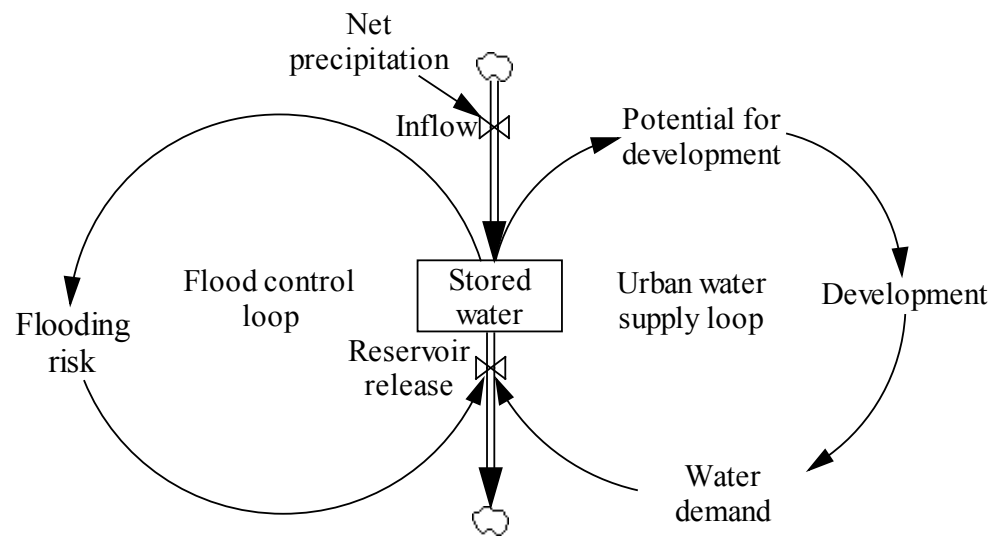 Net
precipitation
Inflow
Potential for
development
Flood control
loop
Stored
water
Urban water
supply loop
Development
Flooding
risk
Reservoir
release
Water
demand